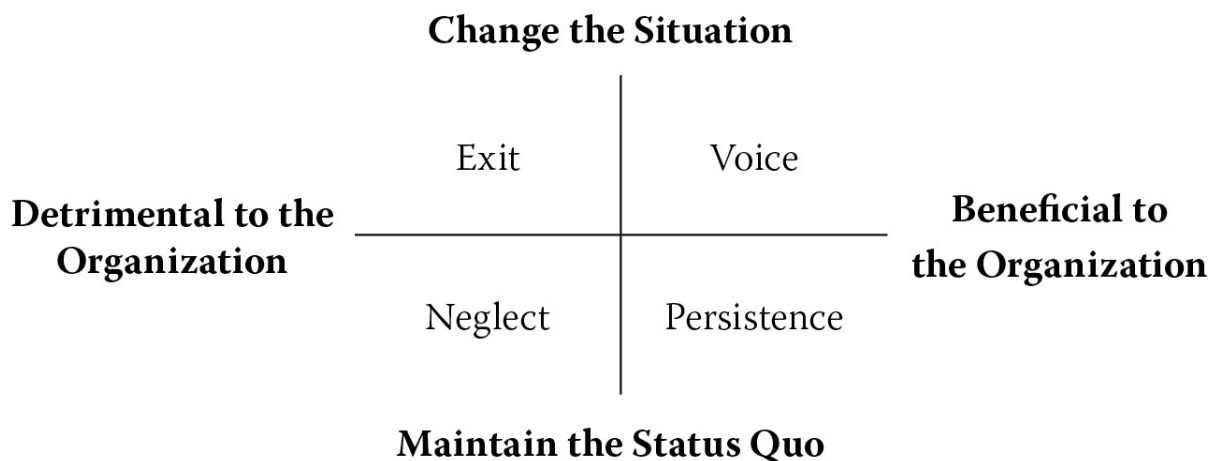 Change the Situation
Exit
Voice
Detrimental to the
Organization
Beneficial to
the Organization
Neglect
Persistence
Maintain the Status Quo